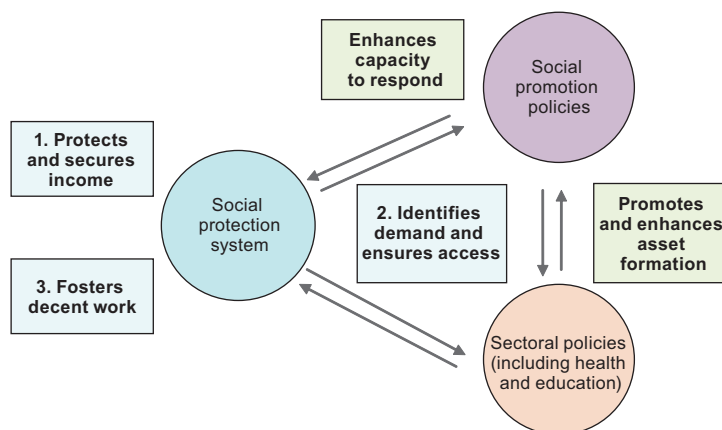 Enhances
capacity
to respond
Social
promotion
policies
1. Protects
and secures
income
Social
protection
system
2. Identifies
demand and
ensures access
Promotes
and enhances
asset
formation
3. Fosters
decent work
Sectoral policies
(including health
and education)